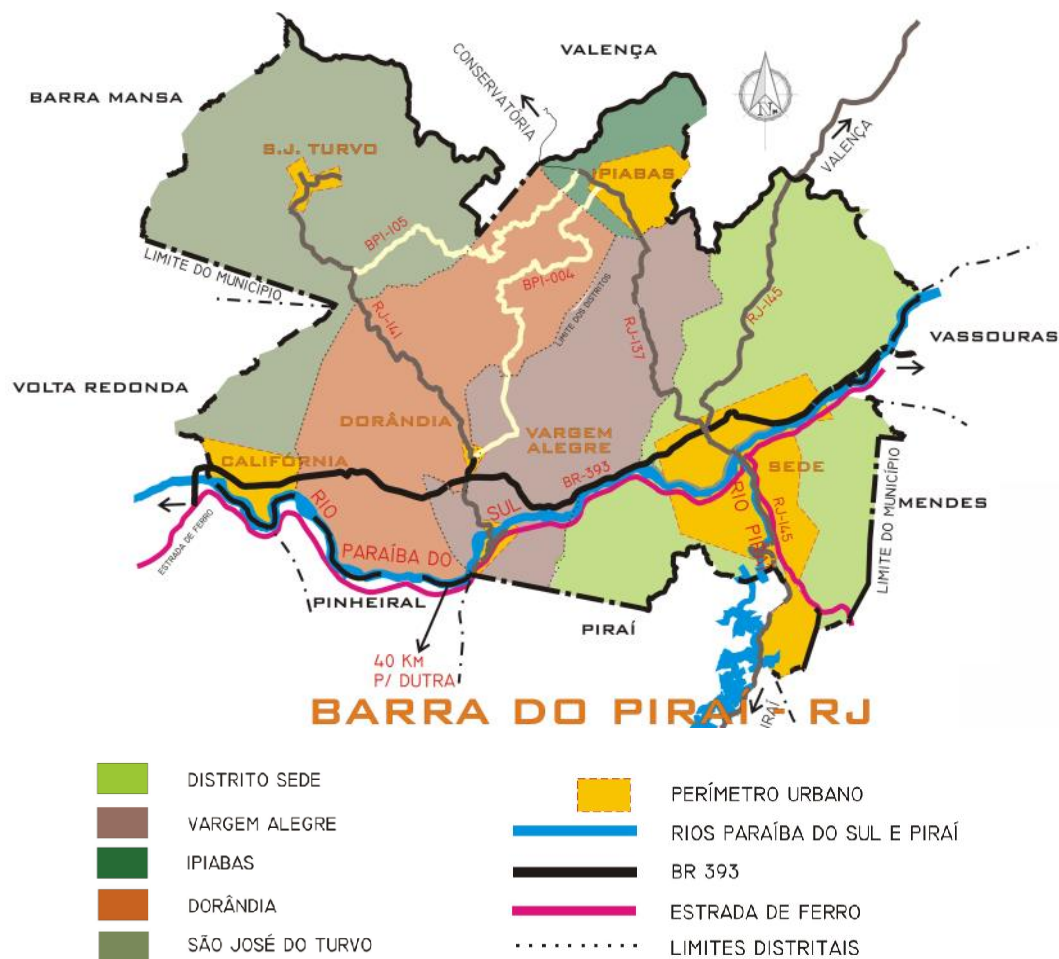 VALENÇA
CONSERVATÓRIA
BARRA MANSA
N
VALENÇA
S.J. TURVO
IPIABAS
BPI-105
LIMITE DO MUNICÍPIO
BPI-004
LIMITE DOS DISTRITOS
RJ-145
RJ-141
RJ-137
VASSOURAS
VOLTA REDONDA
DORÂNDIA
VARGEM
ALEGRE
CALIFÓRNIA
BR-393
SEDE
MENDES
LIMITE DO MUNICÍPIO
ESTRADA DE FERRO
RIO
PARAÍBA DO
SUL
RIO
RJ-145
PINHEIRAL
PIRAÍ
40 KM
P/ DUTRA
BARRA DO PIRAÍ - RJ
DISTRITO SEDE
VARGEM ALEGRE
IPIABAS
DORÂNDIA
SÃO JOSÉ DO TURVO
PERÍMETRO URBANO
RIOS PARAÍBA DO SUL E PIRAÍ
BR 393
ESTRADA DE FERRO
LIMITES DISTRITAIS